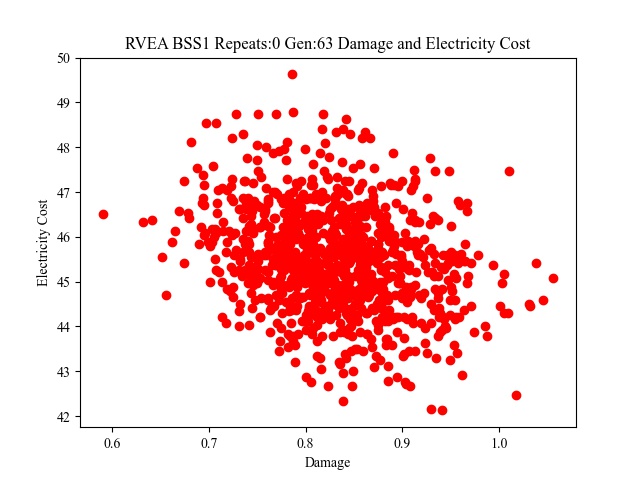 RVEA BSS1 Repeats:0 Gen:63 Damage and Electricity Cost
50
49
48
47
46
45
44
43
42
Electricity Cost
0.6 0.7 0.8 0.9 1.0
Damage